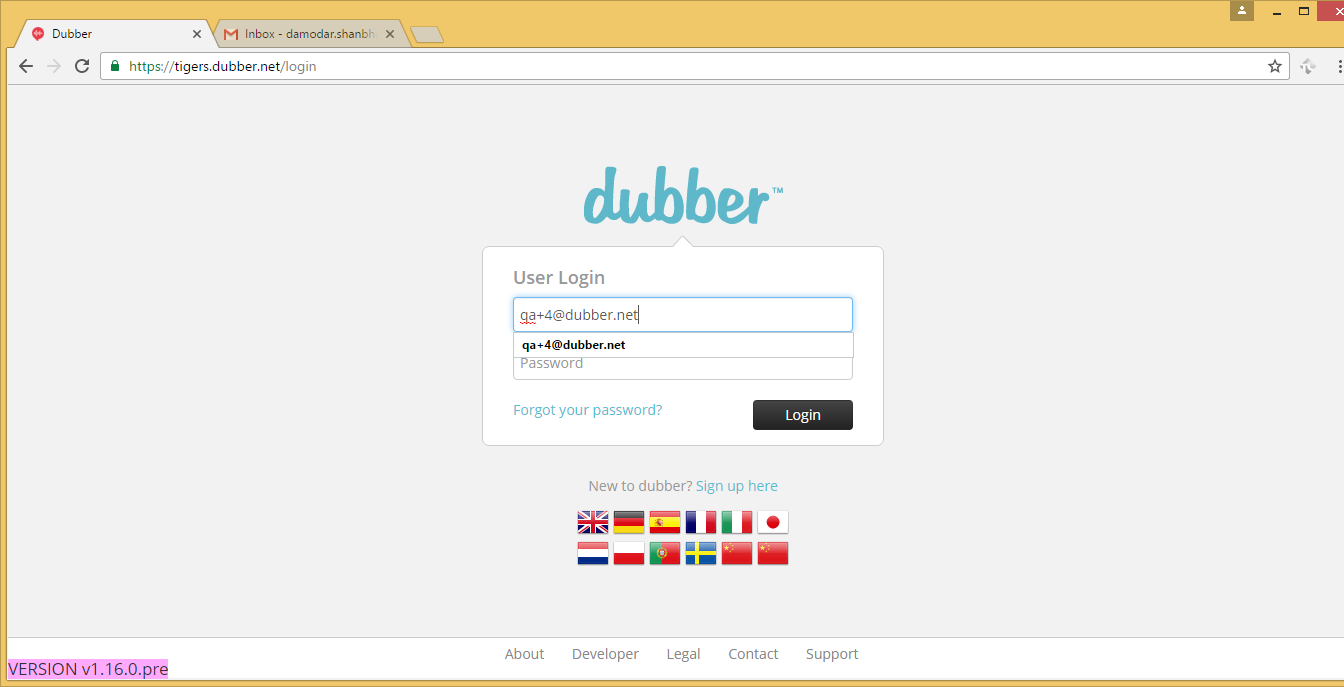 Dubber
Inbox - damodar.shanbh
https://tigers.dubber.net/login
dubber™
User Login
qa+4@dubber.net
qa+4@dubber.net
Password
Forgot your password?
Login
New to dubber? Sign up here
About Developer Legal Contact Support
VERSION v1.16.0.pre